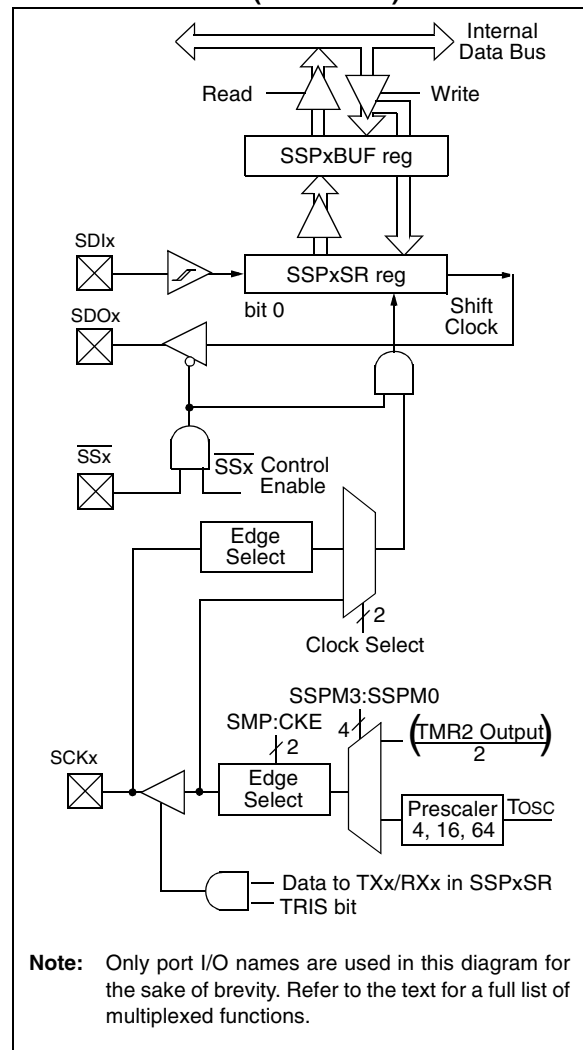 Internal
Data Bus
Read
Write
SSPxBUF reg
SDIx
SSPxSR reg
bit 0
Shift
Clock
SDOx
SSx
SSx Control
Enable
Edge
Select
2
Clock Select
SSPM3:SSPM0
SMP:CKE
4
(TMR2 Output)
2
2
SCKx
Edge
Select
Prescaler
4, 16, 64
TOSC
Data to TXx/RXx in SSPxSR
TRIS bit
Note: Only port I/O names are used in this diagram for
the sake of brevity. Refer to the text for a full list of
multiplexed functions.